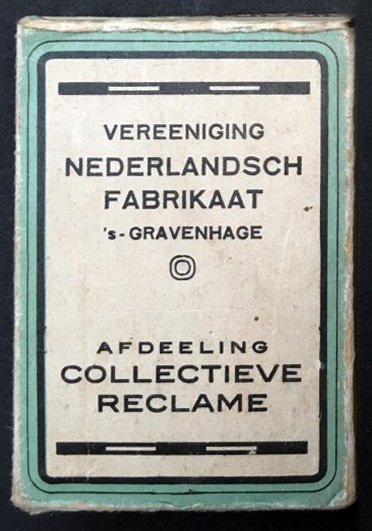 VEREENIGING
NEDERLANDSCH
FABRIKAAT
's-GRAVENHAGE
AFDEELING
COLLECTIEVE
RECLAME